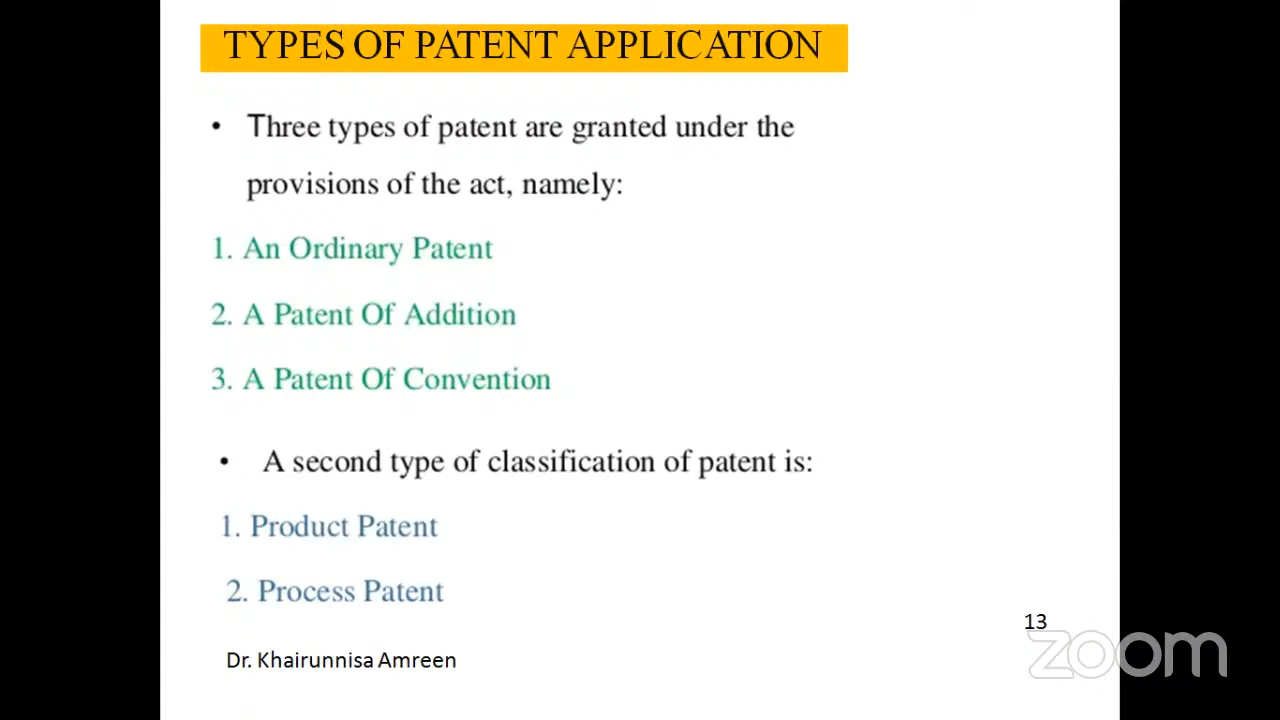 TYPES OF PATENT APPLICATION
• Three types of patent are granted under the
provisions of the act, namely:
1. An Ordinary Patent
2. A Patent Of Addition
3. A Patent Of Convention
• A second type of classification of patent is:
1. Product Patent
2. Process Patent
13
Dr. Khairunnisa Amreen
zoom